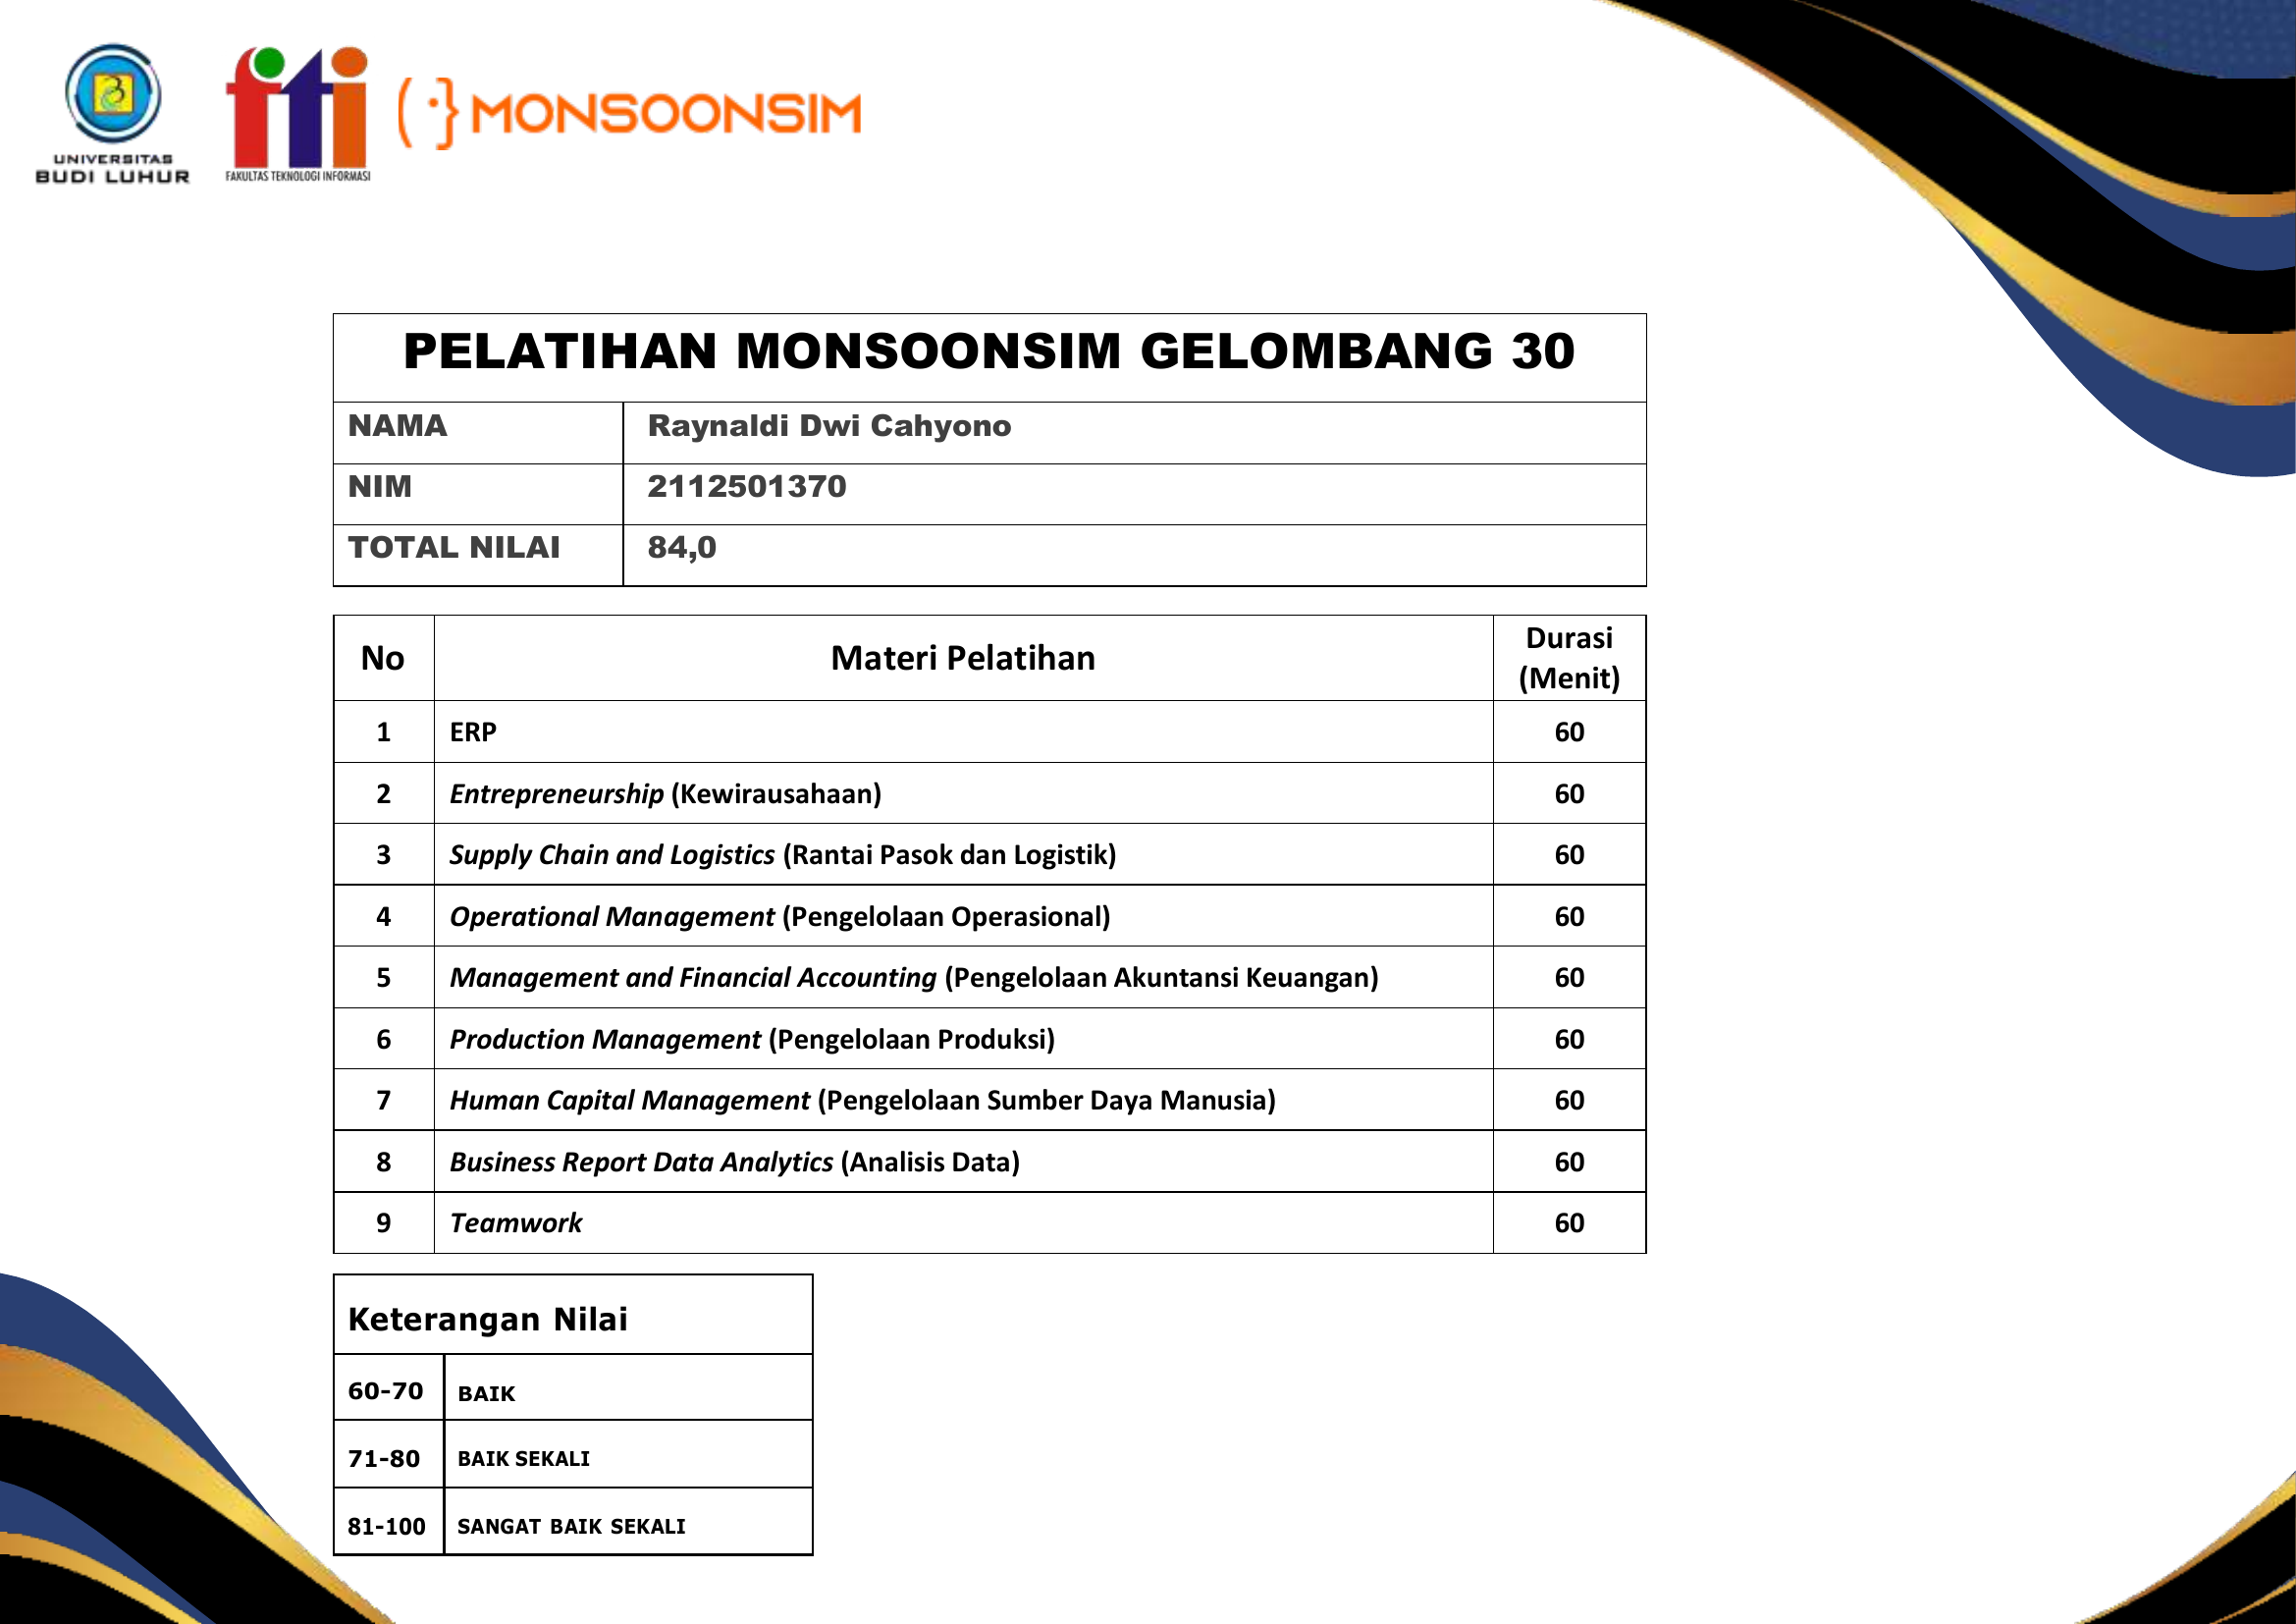 UNIVERSITAS
BUDI LUHUR
fti
FAKULTAS TEKNOLOGI INFORMASI
MONSOONSIM
PELATIHAN MONSOONSIM GELOMBANG 30
NAMA Raynaldi Dwi Cahyono
NIM 2112501370
TOTAL NILAI 84,0
No Materi Pelatihan Durasi (Menit)
1 ERP 60
2 Entrepreneurship (Kewirausahaan) 60
3 Supply Chain and Logistics (Rantai Pasok dan Logistik) 60
4 Operational Management (Pengelolaan Operasional) 60
5 Management and Financial Accounting (Pengelolaan Akuntansi Keuangan) 60
6 Production Management (Pengelolaan Produksi) 60
7 Human Capital Management (Pengelolaan Sumber Daya Manusia) 60
8 Business Report Data Analytics (Analisis Data) 60
9 Teamwork 60
Keterangan Nilai
60-70 BAIK
71-80 BAIK SEKALI
81-100 SANGAT BAIK SEKALI